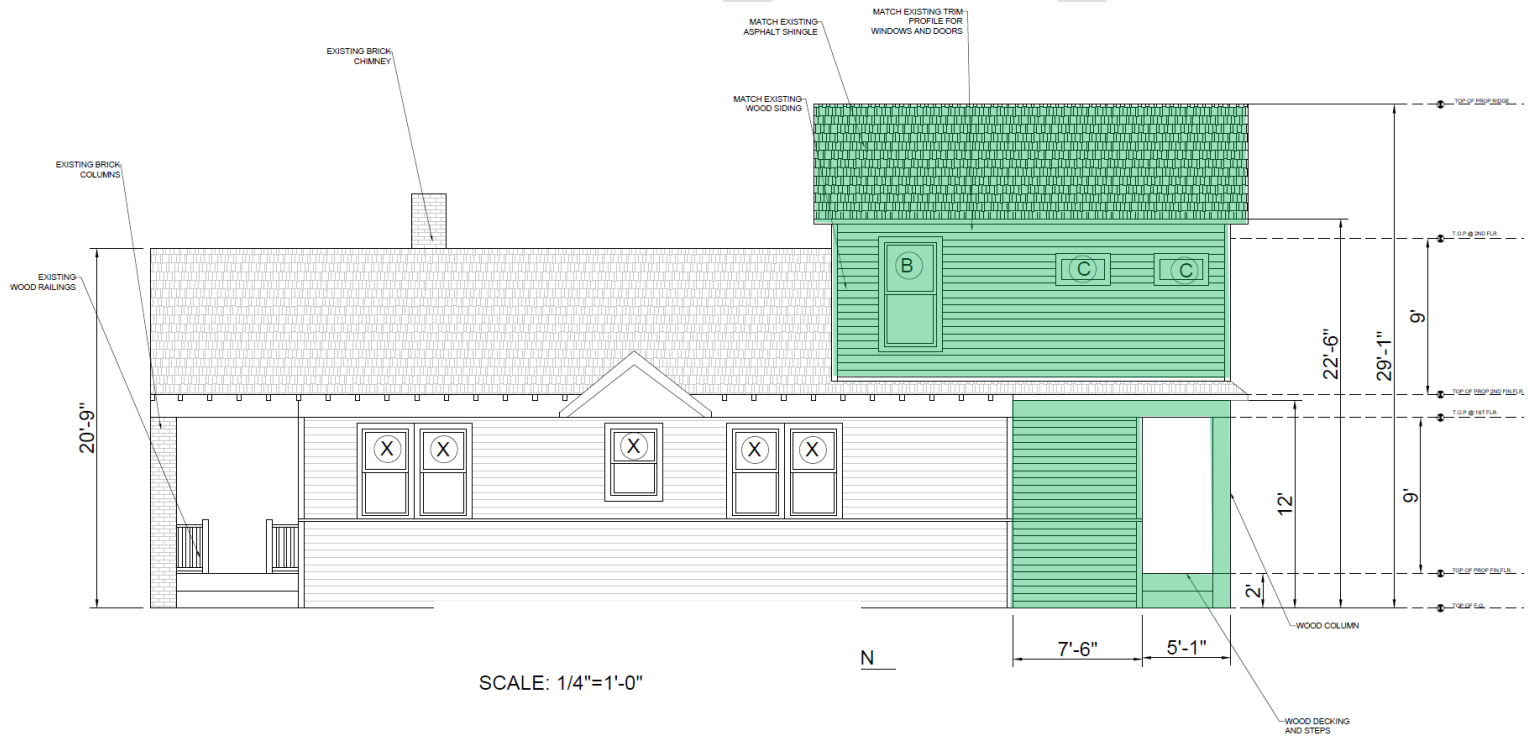 MATCH EXISTING
ASPHALT SHINGLE
MATCH EXISTING TRIM
PROFILE FOR
WINDOWS AND DOORS
EXISTING BRICK
CHIMNEY
MATCH EXISTING
WOOD SIDING
TOP OF PROP RIDGE
EXISTING BRICK
COLUMNS
T.O.P @ 2ND FLR.
B
C
C
EXISTING
WOOD RAILINGS
9'
22'-6"
29'-1"
TOP OF PROP 2ND FIN FLR.
T.O.P @ 1ST FLR.
20'-9"
X
X
X
X
X
12'
9'
TOP OF PROP FIN FLR.
2'
TOP OF F.G.
WOOD COLUMN
7'-6"
5'-1"
N
SCALE: 1/4"=1'-0"
WOOD DECKING
AND STEPS